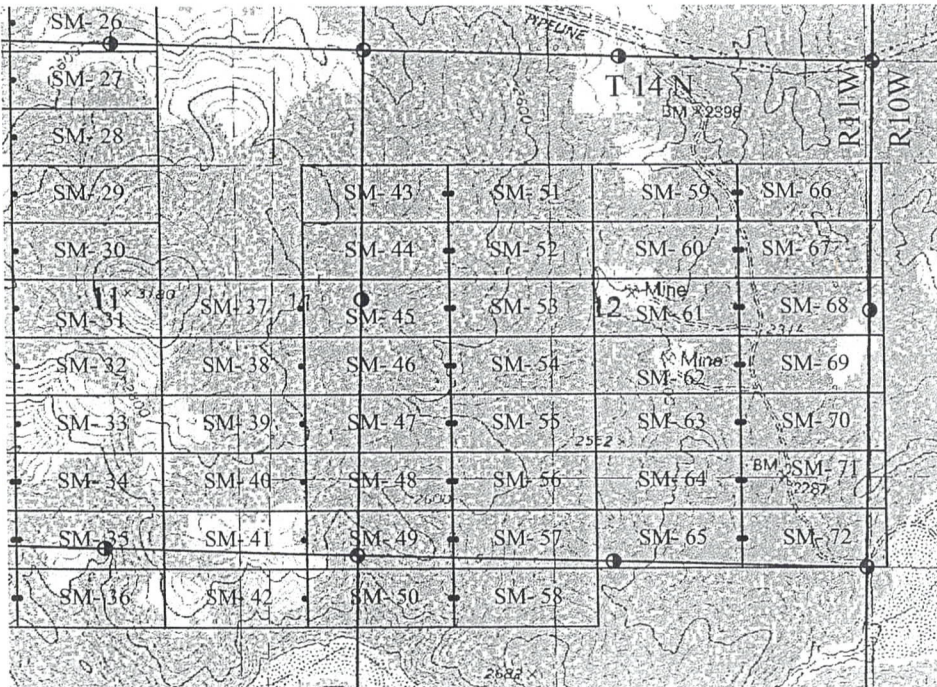 SM- 26
PIPELINE
SM- 27
T 14 N
BM × 2398
R11W
R10W
2600
SM- 28
SM- 29 SM- 43 SM- 51 SM- 59 SM- 66
SM- 30 SM- 44 SM- 52 SM- 60 SM- 67
11 × 3180 SM- 37 SM- 45 SM- 53 12 × Mine SM- 68
SM- 31 SM- 61
2314
SM- 32 SM- 38 SM- 46 SM- 54 × Mine SM- 69
SM- 62
SM- 33 SM- 39 SM- 47 SM- 55 SM- 63 SM- 70
2552 ×
SM- 34 SM- 40 SM- 48 SM- 56 SM- 64 BM SM- 71
2600 × 2287
SM- 35 SM- 41 SM- 49 SM- 57 SM- 65 SM- 72
SM- 36 SM- 42 SM- 50 SM- 58
2682 ×